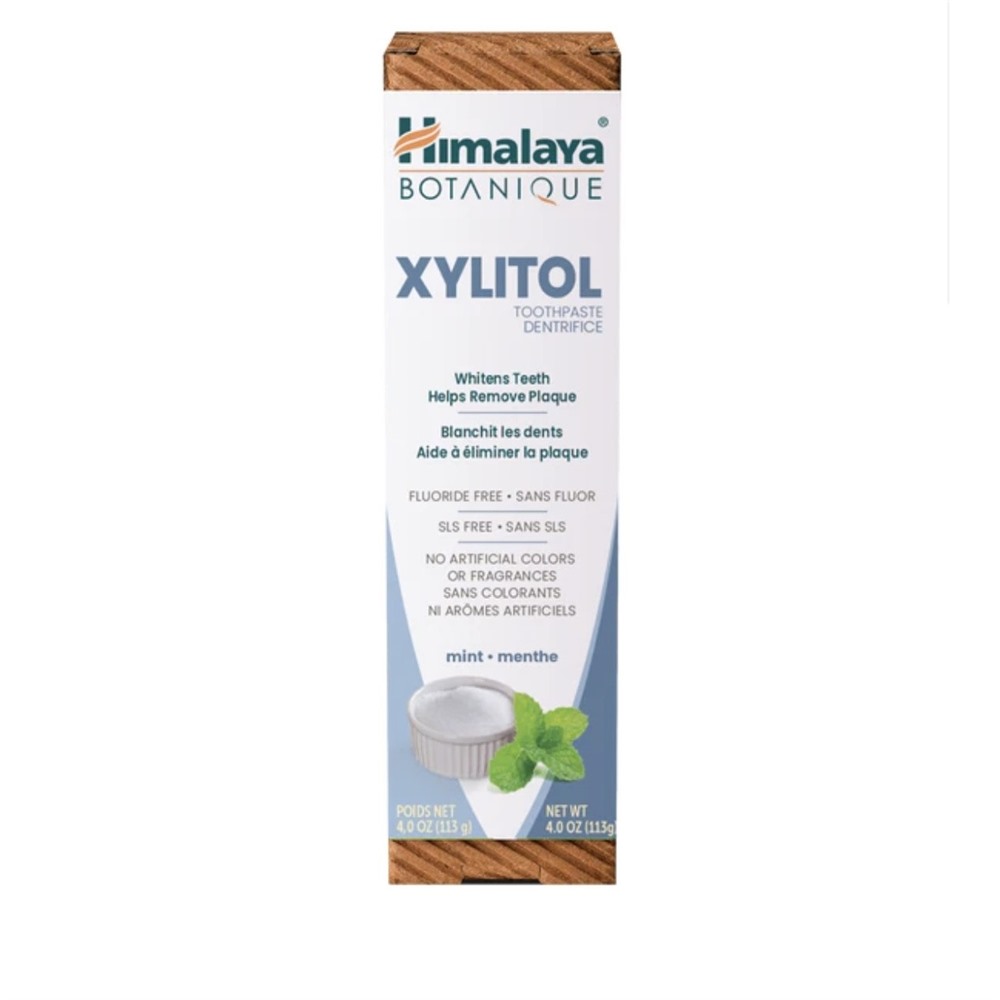 Himalaya®
BOTANIQUE
XYLITOL
TOOTHPASTE
DENTRIFICE
Whitens Teeth
Helps Remove Plaque
Blanchit les dents
Aide à éliminer la plaque
FLUORIDE FREE • SANS FLUOR
SLS FREE • SANS SLS
NO ARTIFICIAL COLORS
OR FRAGRANCES
SANS COLORANTS
NI ARÔMES ARTIFICIELS
mint • menthe
POIDS NET
4,0 OZ (113 g)
NET WT
4.0 OZ (113g)